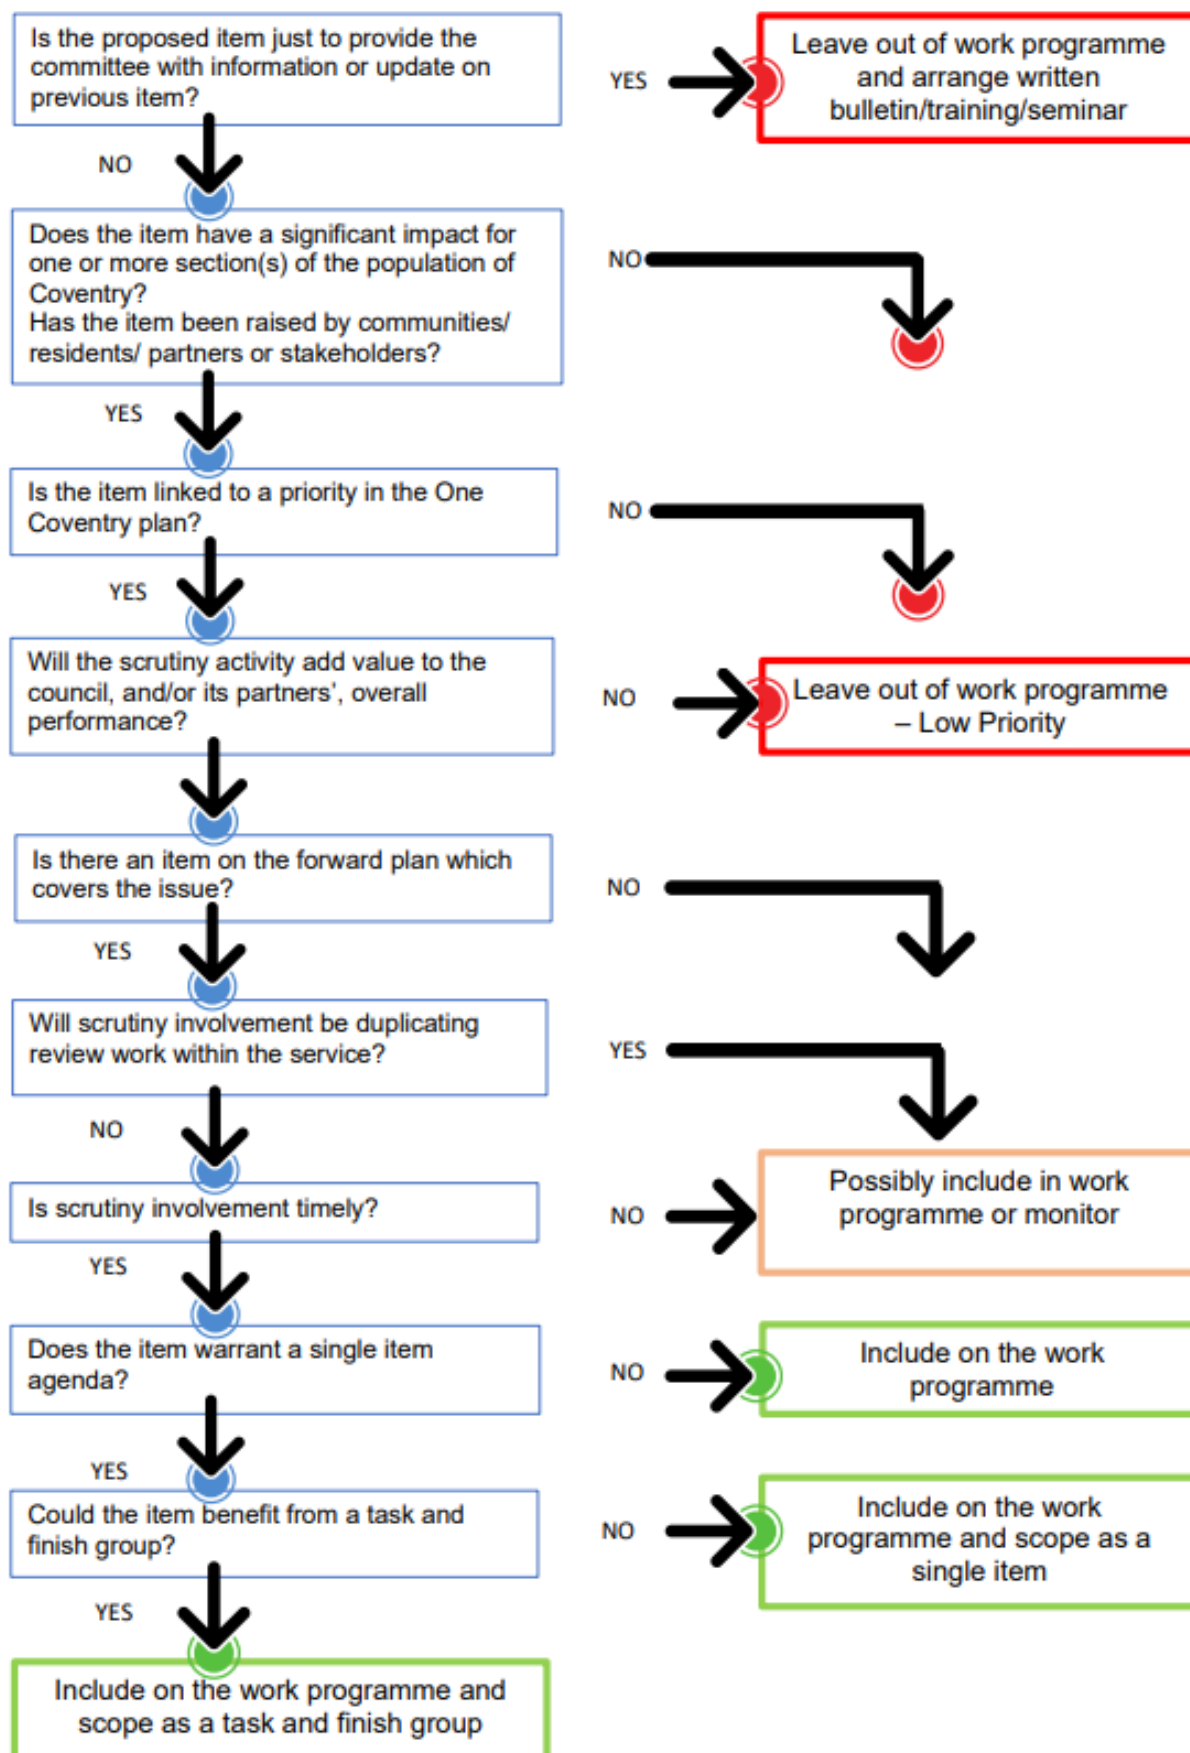 Is the proposed item just to provide the
committee with information or update on
previous item?
YES
Leave out of work programme
and arrange written
bulletin/training/seminar
NO
Does the item have a significant impact for
one or more section(s) of the population of
Coventry?
Has the item been raised by communities/
residents/ partners or stakeholders?
NO
YES
Is the item linked to a priority in the One
Coventry plan?
NO
YES
Will the scrutiny activity add value to the
council, and/or its partners', overall
performance?
NO
Leave out of work programme
– Low Priority
Is there an item on the forward plan which
covers the issue?
NO
YES
Will scrutiny involvement be duplicating
review work within the service?
YES
NO
Is scrutiny involvement timely?
NO
Possibly include in work
programme or monitor
YES
Does the item warrant a single item
agenda?
NO
Include on the work
programme
YES
Could the item benefit from a task and
finish group?
NO
Include on the work
programme and scope as a
single item
YES
Include on the work programme and
scope as a task and finish group